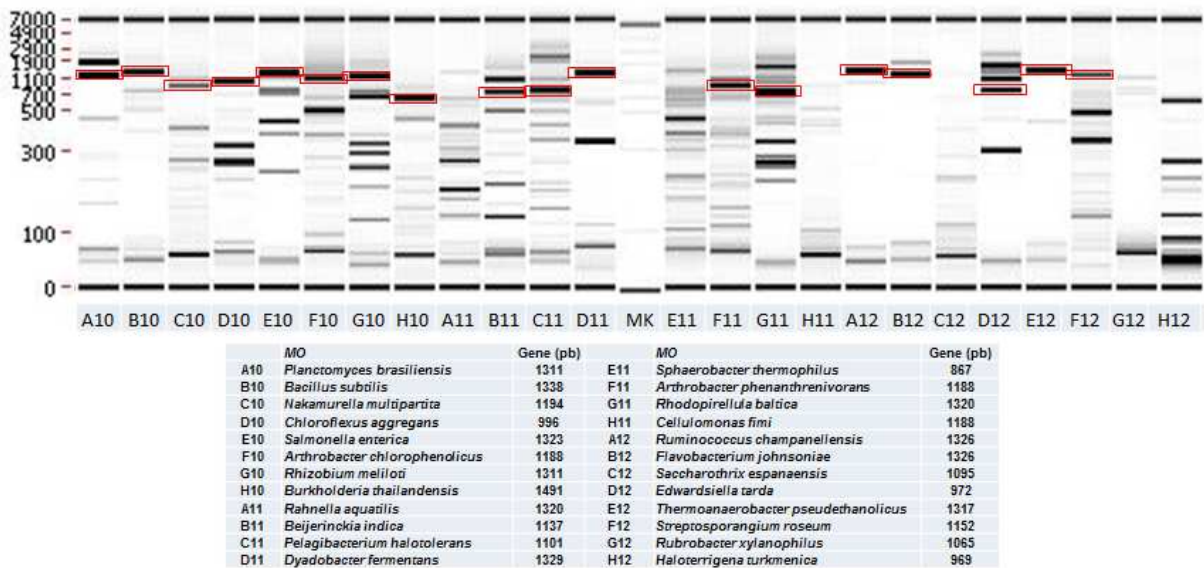 7000
4900
2900
1900
1100
700
500
300
100
0
A10 B10 C10 D10 E10 F10 G10 H10 A11 B11 C11 D11 MK E11 F11 G11 H11 A12 B12 C12 D12 E12 F12 G12 H12
MO Gene (pb) MO Gene (pb)
A10 Planctomyces brasiliensis 1311 E11 Sphaerobacter thermophilus 867
B10 Bacillus subtilis 1338 F11 Arthrobacter phenanthrenivorans 1188
C10 Nakamurella multipartita 1194 G11 Rhodopirellula baltica 1320
D10 Chloroflexus aggregans 996 H11 Cellulomonas fimi 1188
E10 Salmonella enterica 1323 A12 Ruminococcus champanellensis 1326
F10 Arthrobacter chlorophenolicus 1188 B12 Flavobacterium johnsoniae 1326
G10 Rhizobium meliloti 1311 C12 Saccharothrix espanaensis 1095
H10 Burkholderia thailandensis 1491 D12 Edwardsiella tarda 972
A11 Rahnella aquatilis 1320 E12 Thermoanaerobacter pseudethanolicus 1317
B11 Beijerinckia indica 1137 F12 Streptosporangium roseum 1152
C11 Pelagibacterium halotolerans 1101 G12 Rubrobacter xylanophilus 1065
D11 Dyadobacter fermentans 1329 H12 Haloterrigena turkmenica 969